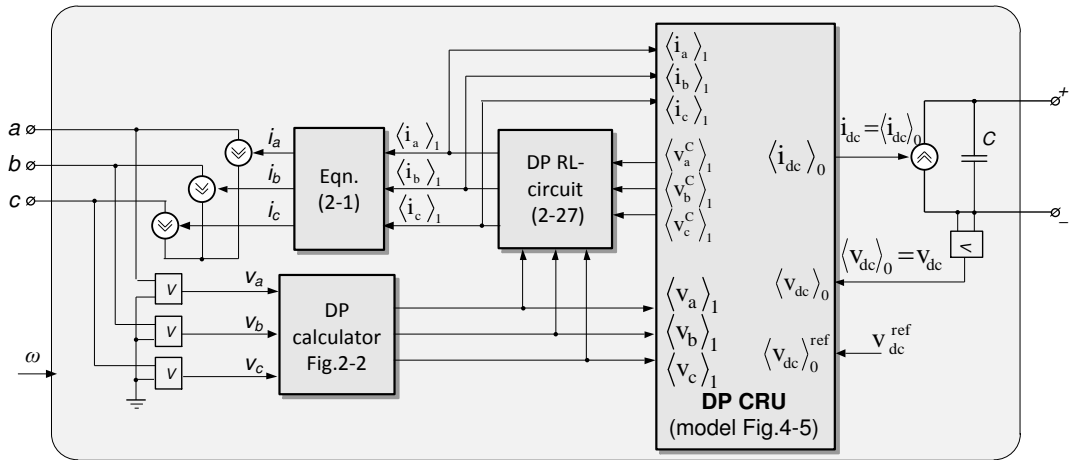 a
b
c
ω
i_a
i_b
i_c
Eqn.
(2-1)
⟨i_a⟩_1
⟨i_b⟩_1
⟨i_c⟩_1
DP RL-
circuit
(2-27)
v
v
v
v_a
v_b
v_c
DP
calculator
Fig.2-2
⟨i_a⟩_1
⟨i_b⟩_1
⟨i_c⟩_1
⟨v_a^C⟩_1
⟨v_b^C⟩_1
⟨v_c^C⟩_1
⟨v_a⟩_1
⟨v_b⟩_1
⟨v_c⟩_1
⟨i_dc⟩_0
⟨v_dc⟩_0
⟨v_dc⟩_0^ref
DP CRU
(model Fig.4-5)
i_dc=⟨i_dc⟩_0
C
+
−
v
⟨v_dc⟩_0=v_dc
v_dc^ref